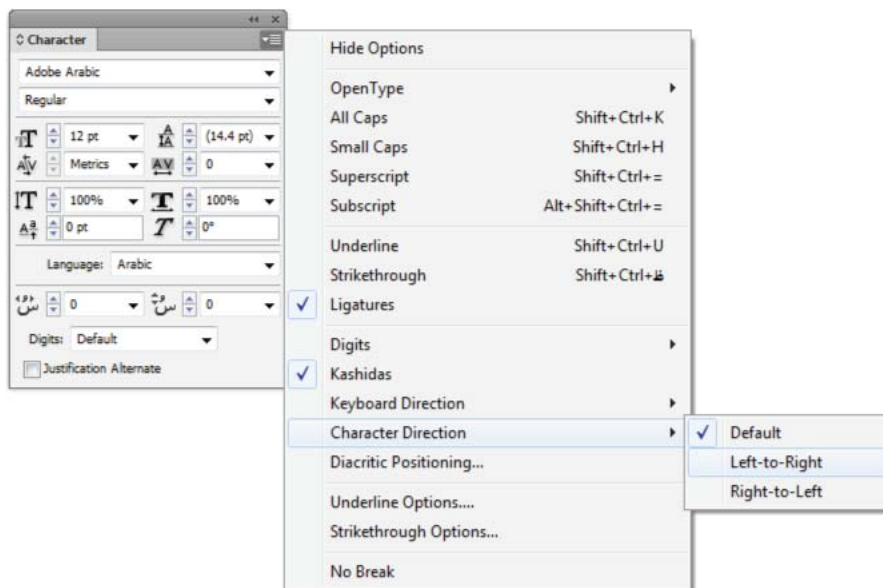 Character
Adobe Arabic
Regular
12 pt
(14.4 pt)
Metrics
0
100%
100%
0 pt
0°
Language: Arabic
0
0
Digits: Default
Justification Alternate
Hide Options
OpenType
All Caps Shift+Ctrl+K
Small Caps Shift+Ctrl+H
Superscript Shift+Ctrl+=
Subscript Alt+Shift+Ctrl+=
Underline Shift+Ctrl+U
Strikethrough Shift+Ctrl+
Ligatures
Digits
Kashidas
Keyboard Direction
Character Direction
Diacritic Positioning...
Underline Options....
Strikethrough Options...
No Break
Default
Left-to-Right
Right-to-Left